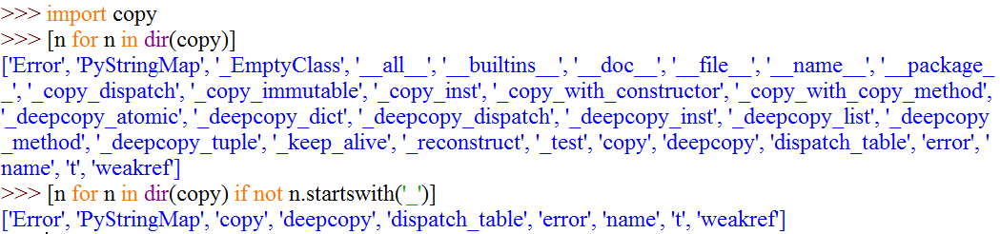 >>> import copy
>>> [n for n in dir(copy)]
['Error', 'PyStringMap', '_EmptyClass', '__all__', '__builtins__', '__doc__', '__file__', '__name__', '__package_
_', '_copy_dispatch', '_copy_immutable', '_copy_inst', '_copy_with_constructor', '_copy_with_copy_method',
'_deepcopy_atomic', '_deepcopy_dict', '_deepcopy_dispatch', '_deepcopy_inst', '_deepcopy_list', '_deepcopy
_method', '_deepcopy_tuple', '_keep_alive', '_reconstruct', '_test', 'copy', 'deepcopy', 'dispatch_table', 'error', '
name', 't', 'weakref']
>>> [n for n in dir(copy) if not n.startswith('_')]
['Error', 'PyStringMap', 'copy', 'deepcopy', 'dispatch_table', 'error', 'name', 't', 'weakref']